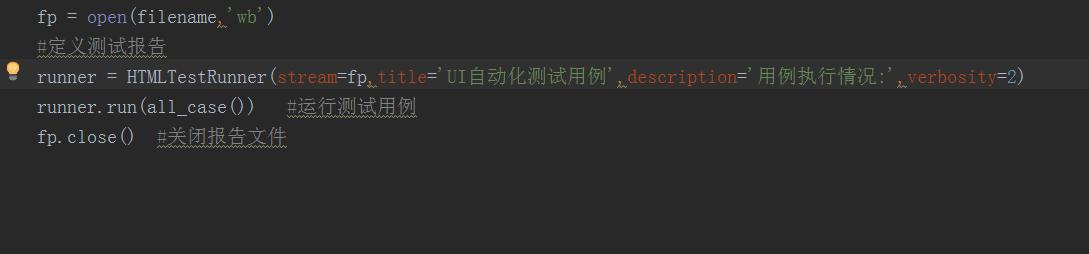 fp = open(filename,'wb')
#定义测试报告
runner = HTMLTestRunner(stream=fp,title='UI自动化测试用例',description='用例执行情况:',verbosity=2)
runner.run(all_case())   #运行测试用例
fp.close()  #关闭报告文件